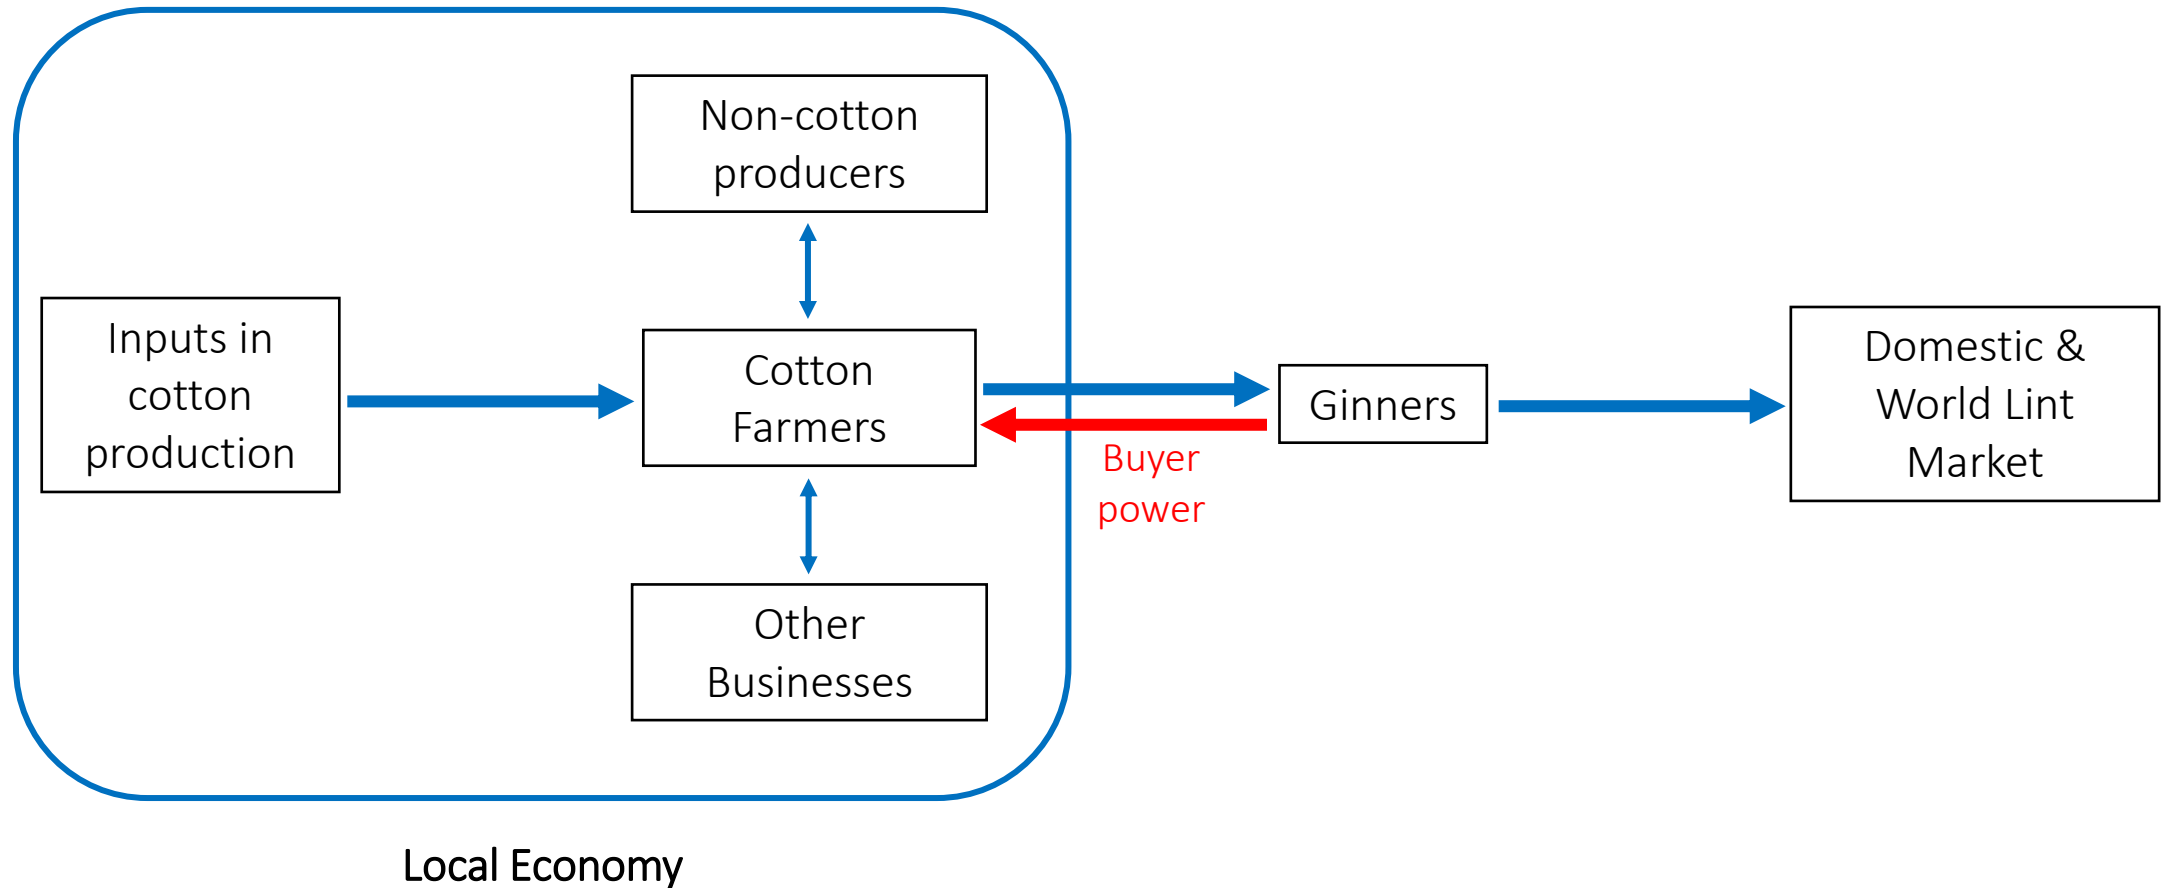 Non-cotton
producers
Inputs in
cotton
production
Cotton
Farmers
Buyer
power
Ginners
Domestic &
World Lint
Market
Other
Businesses
Local Economy